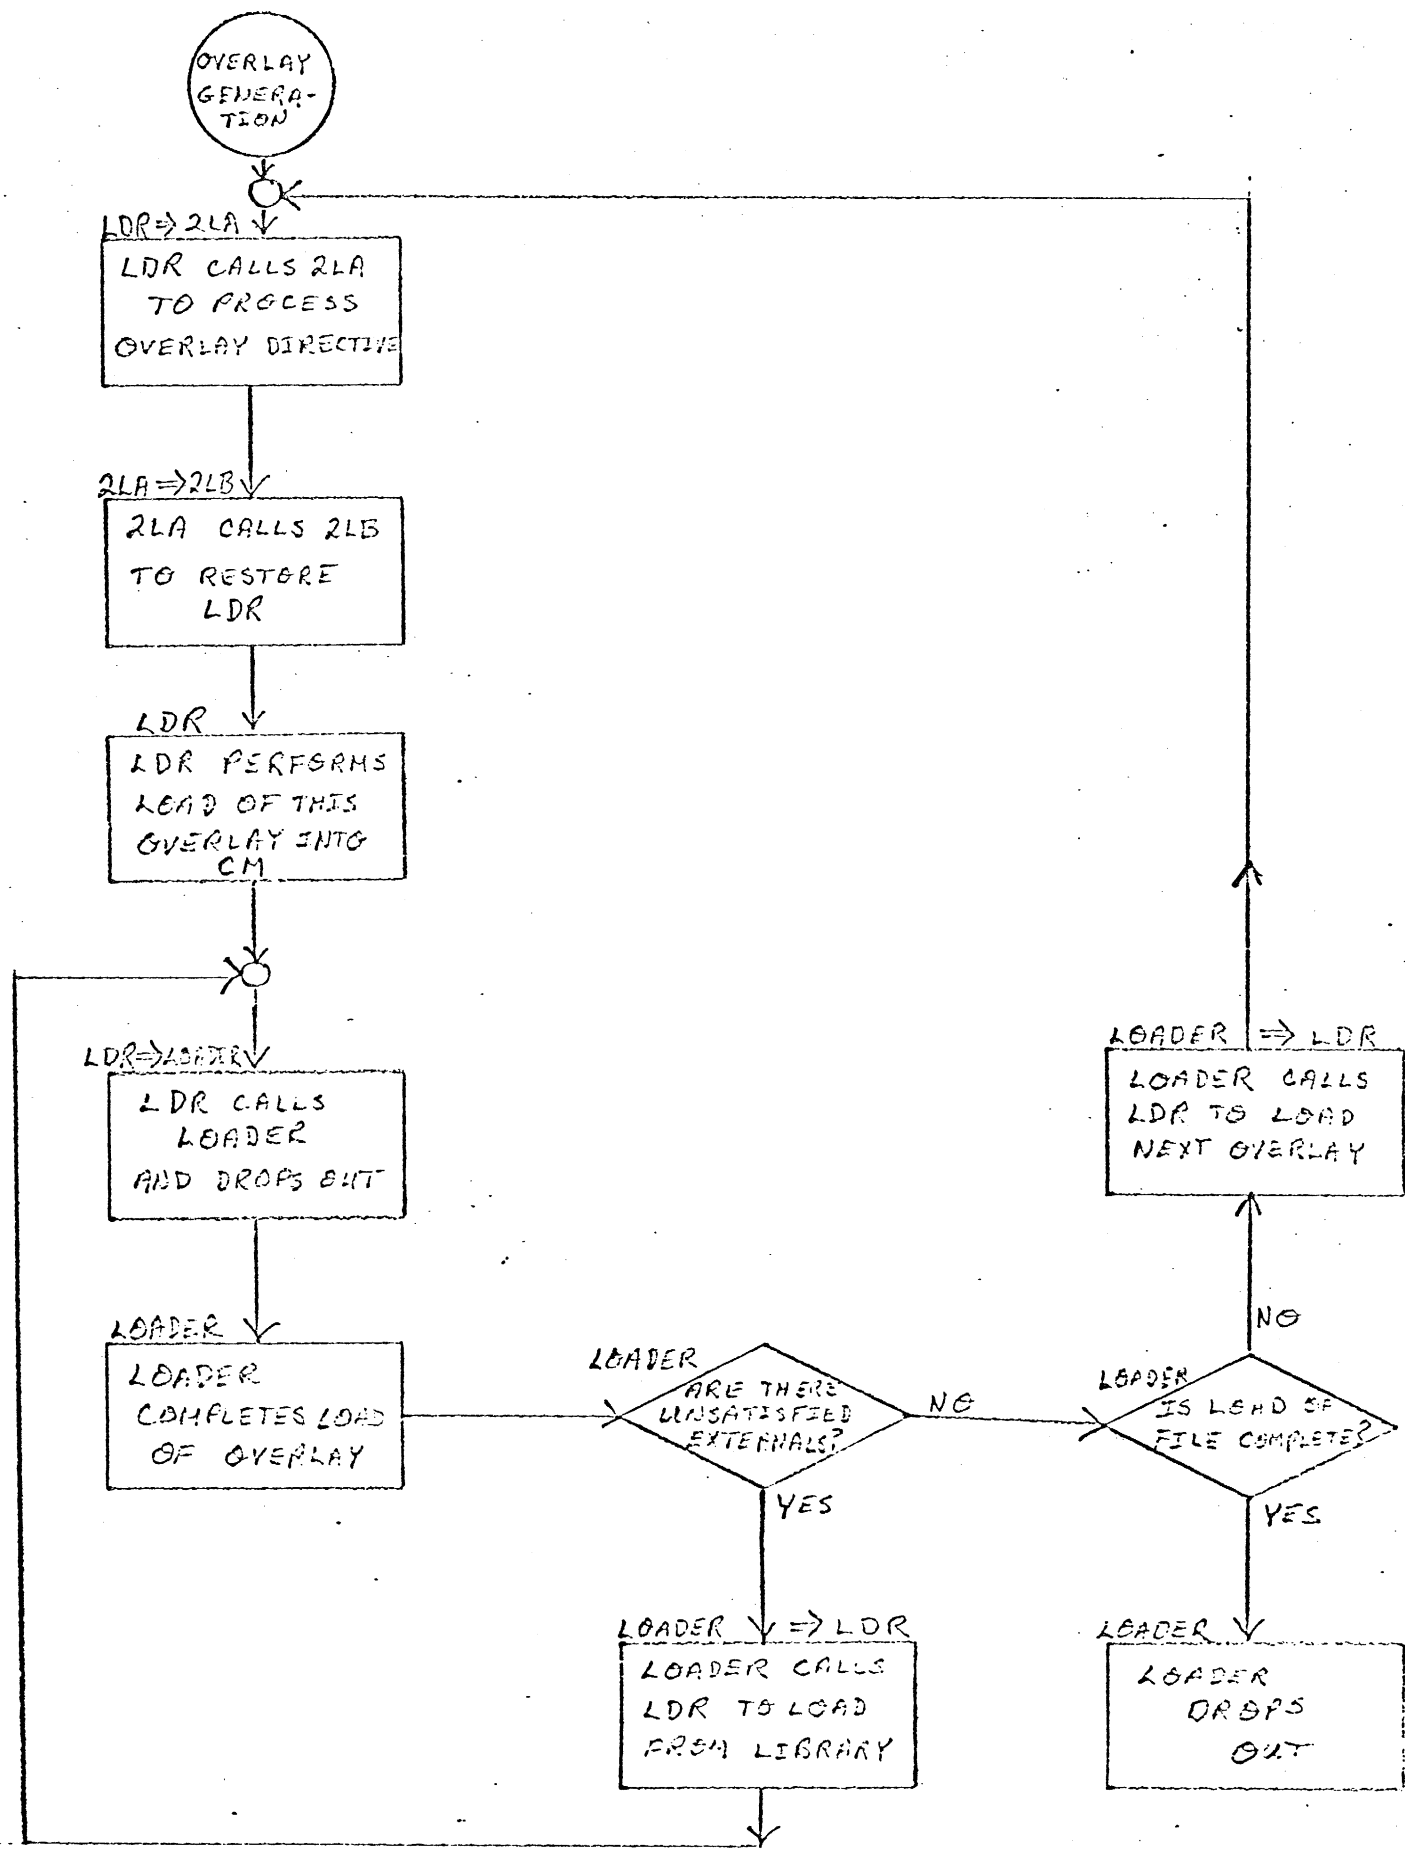 OVERLAY
GENERA-
TION
LDR⇒2LA
LDR CALLS 2LA
TO PROCESS
OVERLAY DIRECTIVE
2LA⇒2LB
2LA CALLS 2LB
TO RESTORE
LDR
LDR
LDR PERFORMS
LOAD OF THIS
OVERLAY INTO
CM
LDR⇒LOADER
LDR CALLS
LOADER
AND DROPS OUT
LOADER
LOADER
COMPLETES LOAD
OF OVERLAY
LOADER
ARE THERE
UNSATISFIED
EXTERNALS?
NO
YES
LOADER ⇒ LDR
LOADER CALLS
LDR TO LOAD
FROM LIBRARY
LOADER
IS LOAD OF
FILE COMPLETE?
NO
LOADER ⇒ LDR
LOADER CALLS
LDR TO LOAD
NEXT OVERLAY
YES
LOADER
LOADER
DROPS
OUT